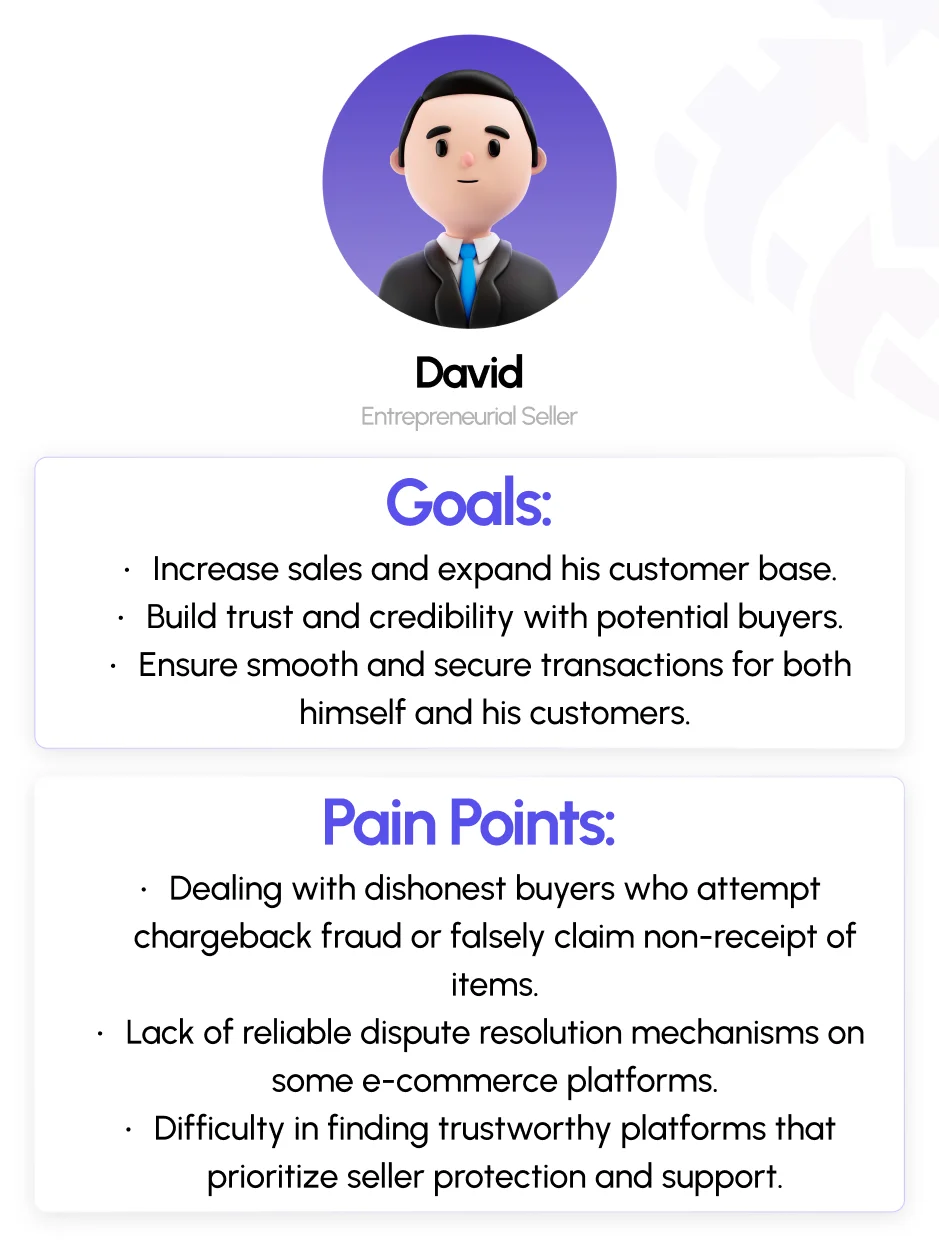 David
Entrepreneurial Seller
Goals:
· Increase sales and expand his customer base.
· Build trust and credibility with potential buyers.
· Ensure smooth and secure transactions for both
himself and his customers.
Pain Points:
· Dealing with dishonest buyers who attempt
chargeback fraud or falsely claim non-receipt of
items.
· Lack of reliable dispute resolution mechanisms on
some e-commerce platforms.
· Difficulty in finding trustworthy platforms that
prioritize seller protection and support.